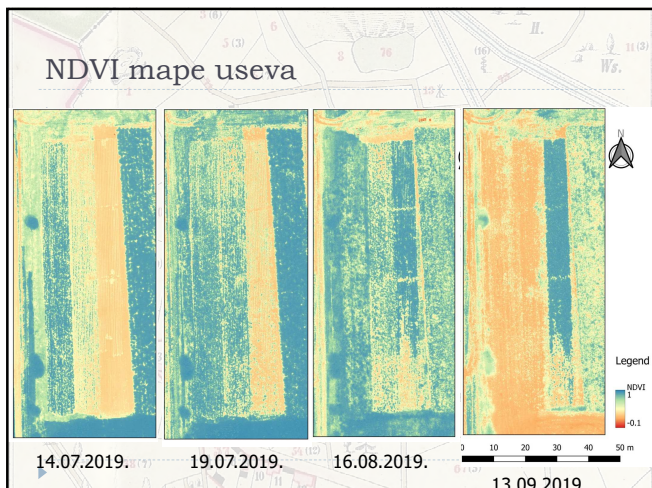 NDVI mape useva
N
Legend
NDVI
1
-0.1
0 10 20 30 40 50 m
14.07.2019.
19.07.2019.
16.08.2019.
13.09.2019